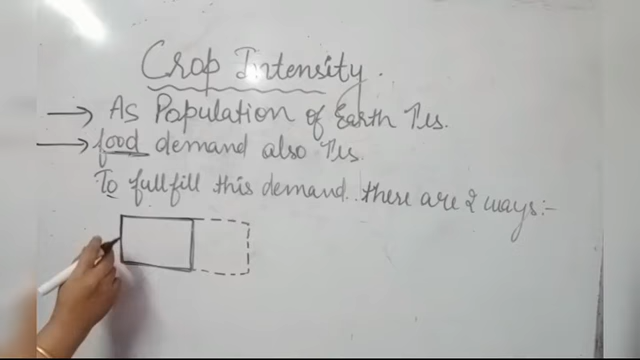 Crop Intensity.
→ As Population of Earth ↑es.
→ food demand also ↑es.
To fullfill this demand. there are 2 ways:-